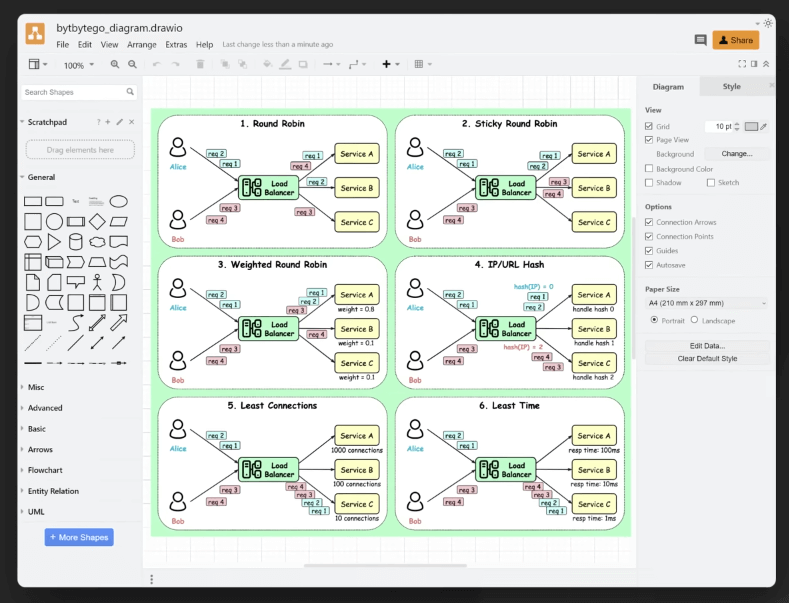 bytbytego_diagram.drawio
File Edit View Arrange Extras Help Last change less than a minute ago
Share
100%
Search Shapes
Scratchpad
Drag elements here
General
Text
Misc
Advanced
Basic
Arrows
Flowchart
Entity Relation
UML
+ More Shapes
1. Round Robin
Alice
req 2
req 1
Bob
req 3
req 4
Load
Balancer
req 1
req 4
req 2
req 3
Service A
Service B
Service C
2. Sticky Round Robin
Alice
req 2
req 1
Bob
req 3
req 4
Load
Balancer
req 1
req 2
req 3
req 4
Service A
Service B
Service C
3. Weighted Round Robin
Alice
req 2
req 1
Bob
req 3
req 4
Load
Balancer
req 1
req 2
req 3
req 4
Service A
weight = 0.8
Service B
weight = 0.1
Service C
weight = 0.1
4. IP/URL Hash
Alice
req 2
req 1
Bob
req 3
req 4
Load
Balancer
hash(IP) = 0
req 1
req 2
hash(IP) = 2
req 4
req 3
Service A
handle hash 0
Service B
handle hash 1
Service C
handle hash 2
5. Least Connections
Alice
req 2
req 1
Bob
req 3
req 4
Load
Balancer
req 4
req 3
req 2
req 1
Service A
1000 connections
Service B
100 connections
Service C
10 connections
6. Least Time
Alice
req 2
req 1
Bob
req 3
req 4
Load
Balancer
req 4
req 3
req 2
req 1
Service A
resp time: 100ms
Service B
resp time: 10ms
Service C
resp time: 1ms
Diagram Style
View
Grid 10 pt
Page View
Background Change...
Background Color
Shadow Sketch
Options
Connection Arrows
Connection Points
Guides
Autosave
Paper Size
A4 (210 mm x 297 mm)
Portrait Landscape
Edit Data...
Clear Default Style